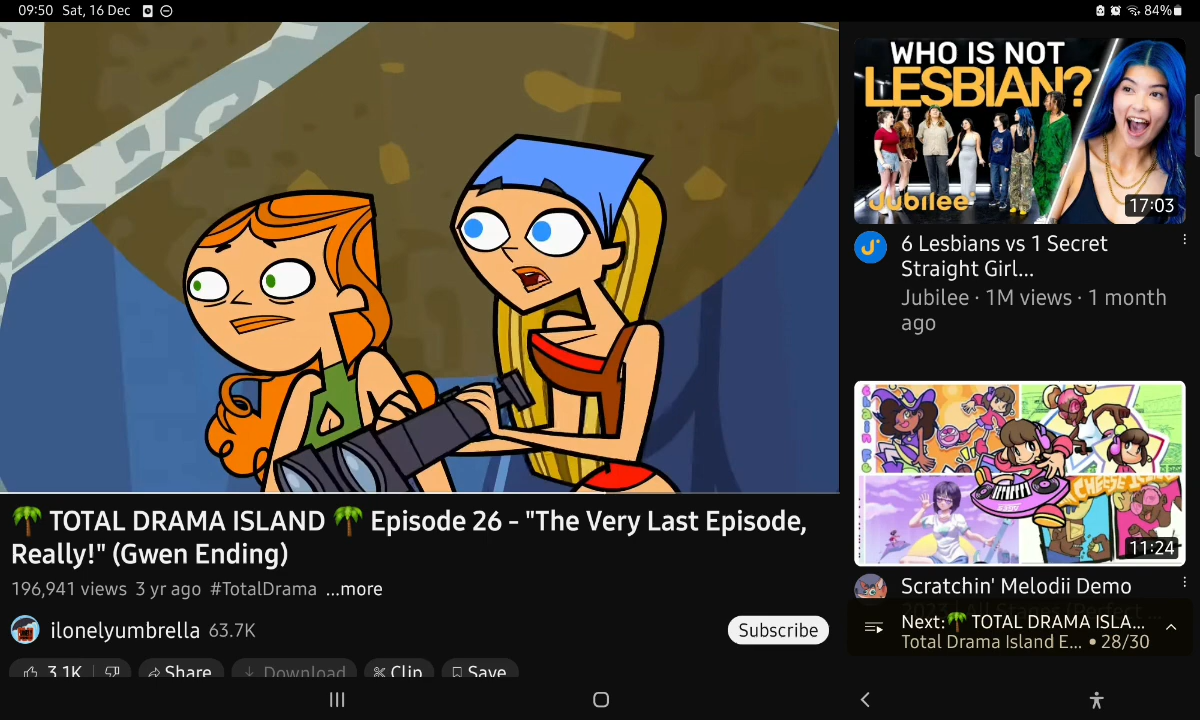 09:50 Sat, 16 Dec
84%
WHO IS NOT
LESBIAN?
Jubilee
17:03
6 Lesbians vs 1 Secret
Straight Girl...
Jubilee · 1M views · 1 month
ago
🌴 TOTAL DRAMA ISLAND 🌴 Episode 26 - "The Very Last Episode,
Really!" (Gwen Ending)
196,941 views 3 yr ago #TotalDrama ...more
ilonelyumbrella 63.7K
Subscribe
3.1K
Share
Download
Clip
Save
11:24
Scratchin' Melodii Demo
Next:🌴 TOTAL DRAMA ISLA...
Total Drama Island E... • 28/30